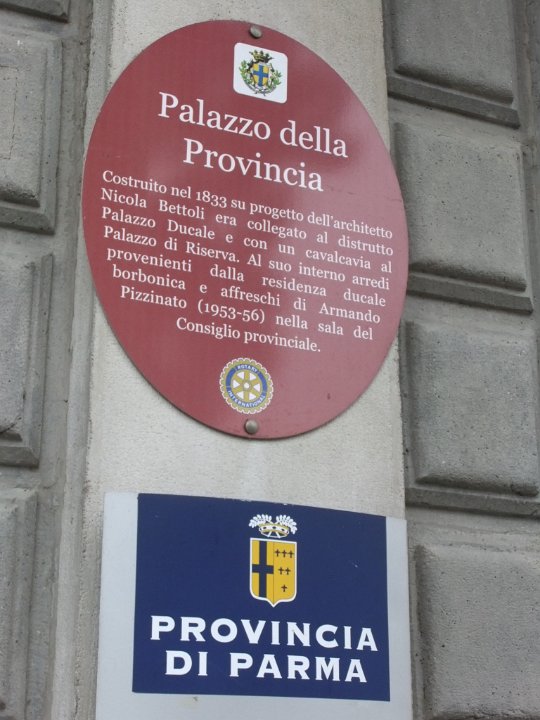 Palazzo della
Provincia
Costruito nel 1833 su progetto dell'architetto
Nicola Bettoli era collegato al distrutto
Palazzo Ducale e con un cavalcavia al
Palazzo di Riserva. Al suo interno arredi
provenienti dalla residenza ducale
borbonica e affreschi di Armando
Pizzinato (1953-56) nella sala del
Consiglio provinciale.
ROTARY
INTERNATIONAL
PROVINCIA
DI PARMA